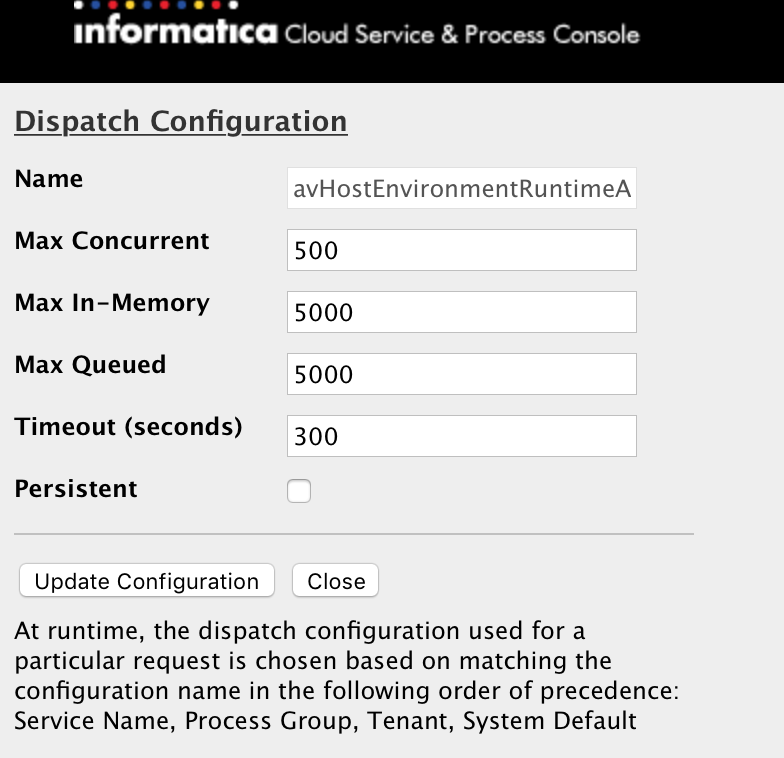 informatica Cloud Service & Process Console
Dispatch Configuration
Name avHostEnvironmentRuntimeA
Max Concurrent 500
Max In-Memory 5000
Max Queued 5000
Timeout (seconds) 300
Persistent
Update Configuration Close
At runtime, the dispatch configuration used for a
particular request is chosen based on matching the
configuration name in the following order of precedence:
Service Name, Process Group, Tenant, System Default